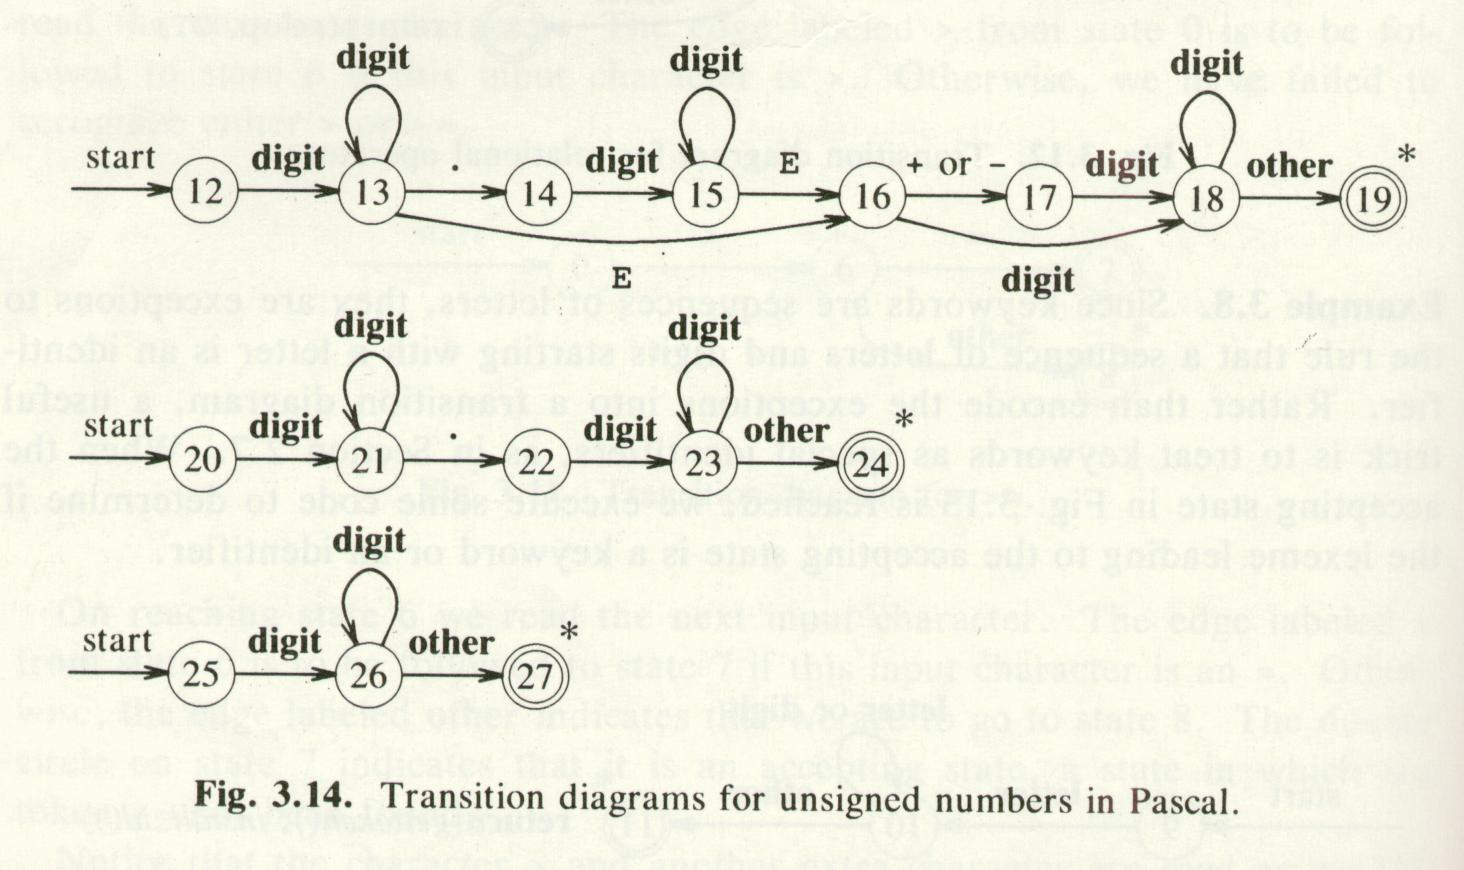 digit digit digit
start digit . digit E + or − digit other *
12 13 14 15 16 17 18 19
E digit
digit digit
start digit . digit other *
20 21 22 23 24
digit
start digit other *
25 26 27
Fig. 3.14. Transition diagrams for unsigned numbers in Pascal.